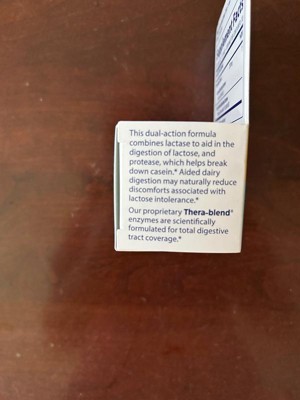 This dual-action formula
combines lactase to aid in the
digestion of lactose, and
protease, which helps break
down casein.* Aided dairy
digestion may naturally reduce
discomforts associated with
lactose intolerance.*
Our proprietary Thera-blend®
enzymes are scientifically
formulated for total digestive
tract coverage.*
Supplement Facts